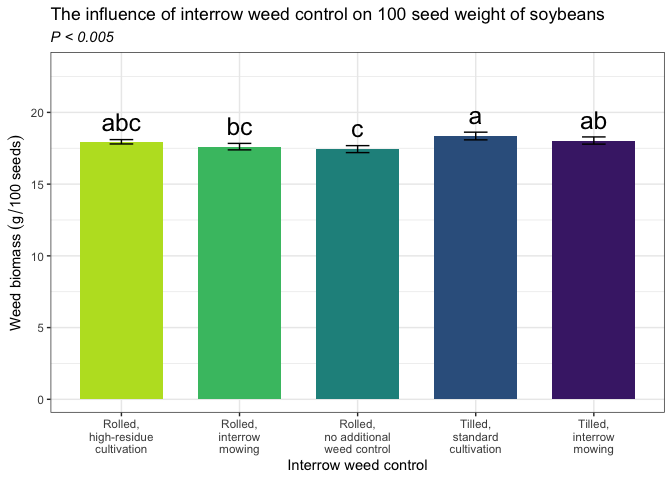 The influence of interrow weed control on 100 seed weight of soybeans
P < 0.005
Weed biomass (g/100 seeds)
20
15
10
5
0
abc
bc
c
a
ab
Rolled,
high-residue
cultivation
Rolled,
interrow
mowing
Rolled,
no additional
weed control
Tilled,
standard
cultivation
Tilled,
interrow
mowing
Interrow weed control